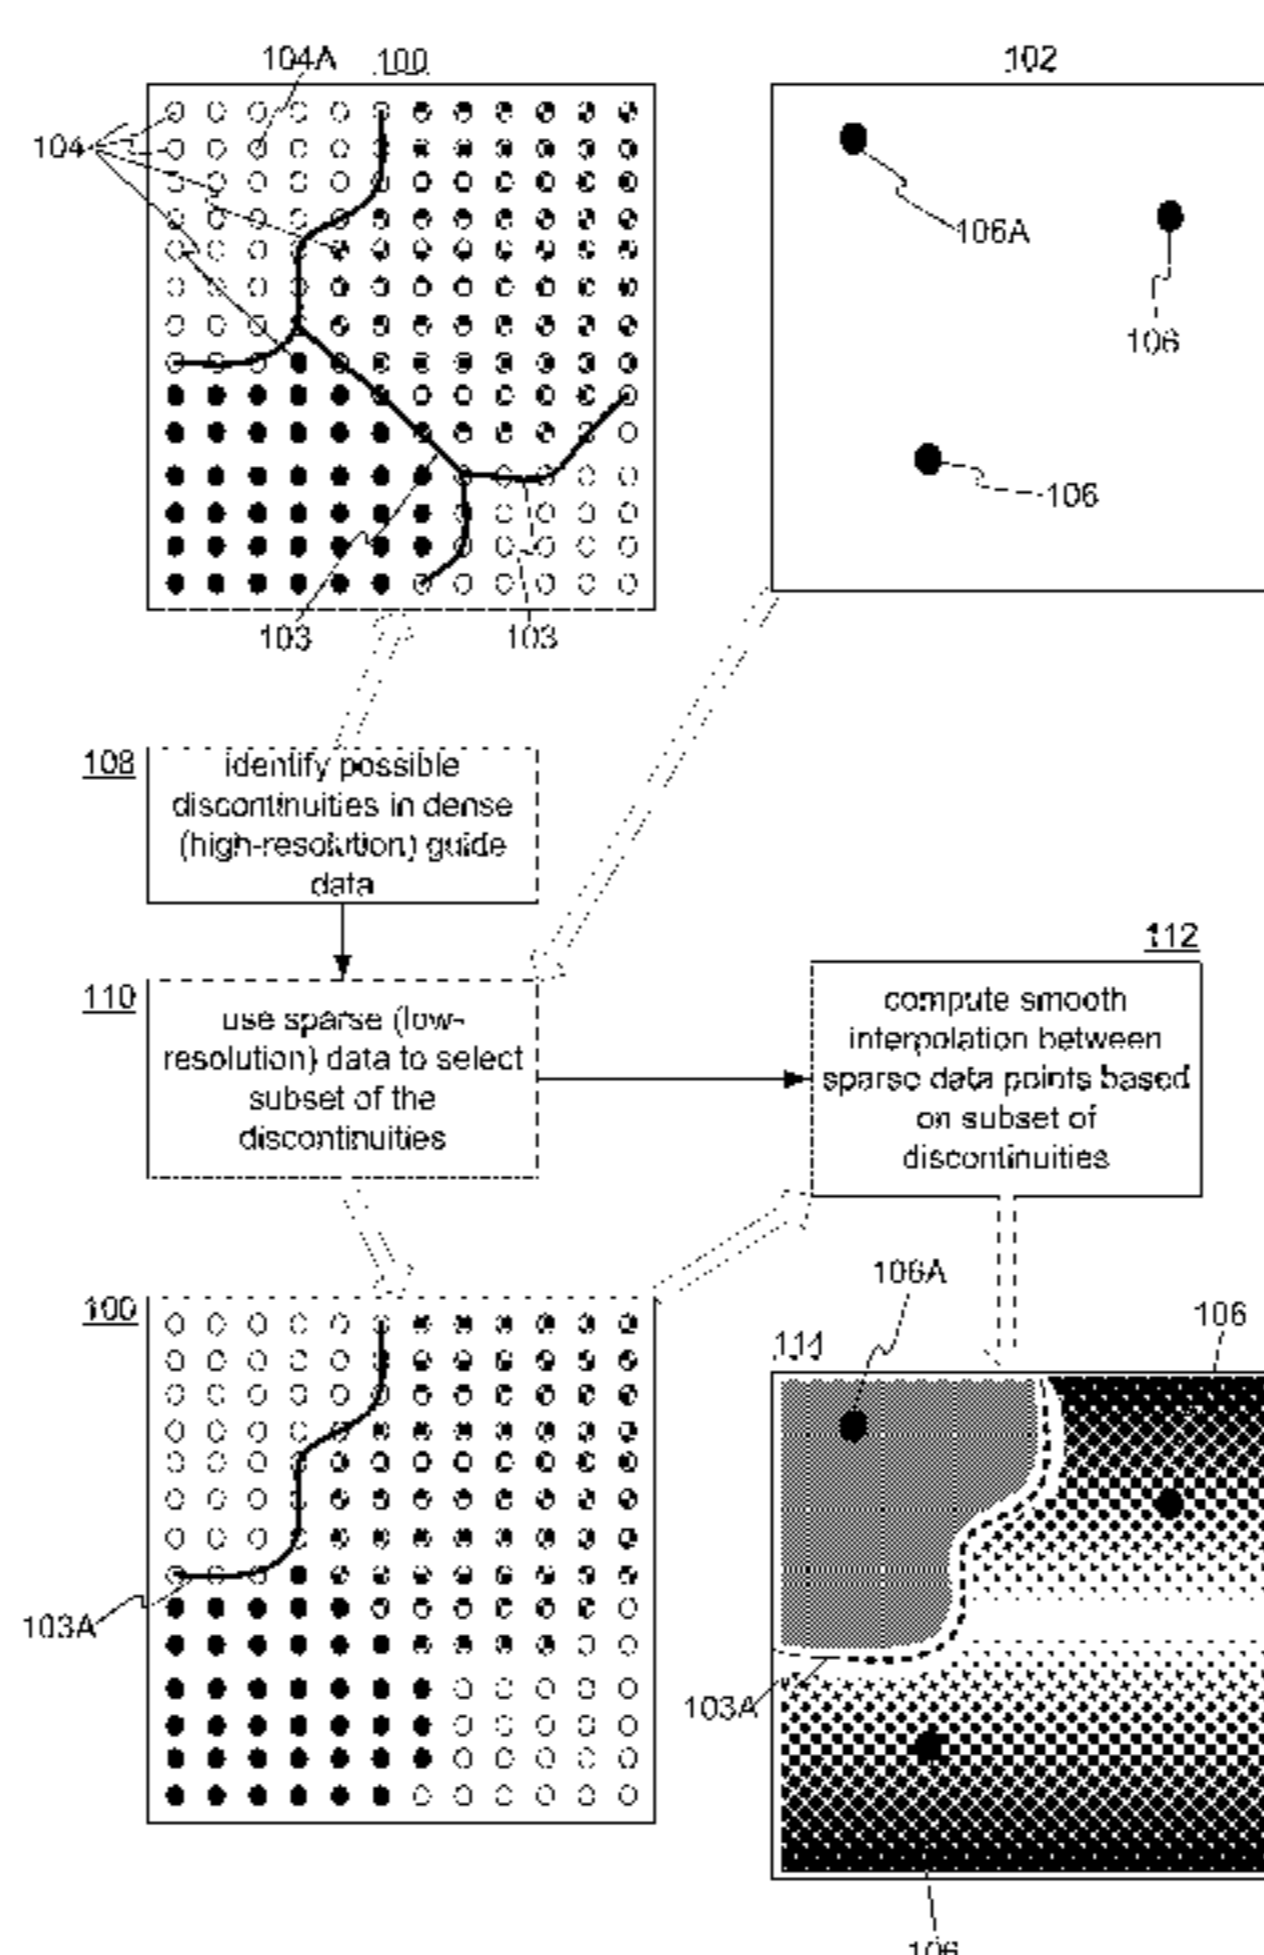 104A
100
102
104
106A
106
106
103
103
108
identify possible
discontinuities in dense
(high-resolution) guide
data
112
110
use sparse (low-
resolution) data to select
subset of the
discontinuities
compute smooth
interpolation between
sparse data points based
on subset of
discontinuities
106A
100
106
114
103A
103A
106